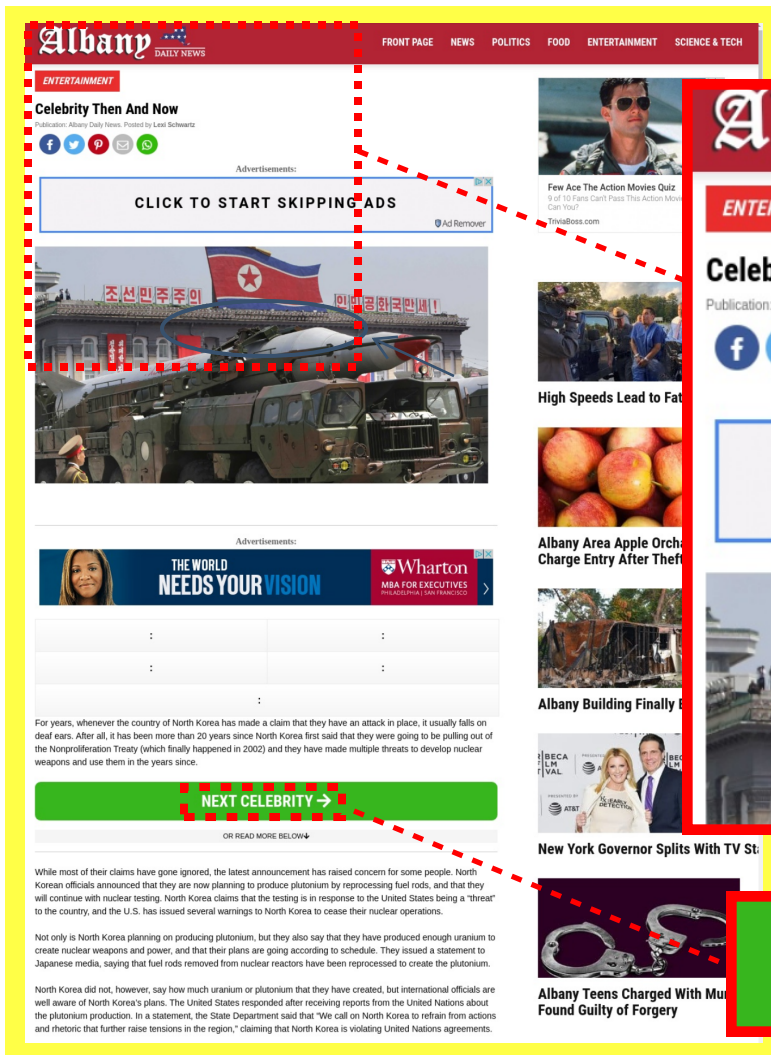 Albany
DAILY NEWS
FRONT PAGE NEWS POLITICS FOOD ENTERTAINMENT SCIENCE & TECH
ENTERTAINMENT
Celebrity Then And Now
Publication: Albany Daily News. Posted by Lexi Schwartz
Advertisements:
CLICK TO START SKIPPING ADS
Ad Remover
조선민주주의
인민공화국만세!
Advertisements:
THE WORLD
NEEDS YOUR VISION
Wharton
MBA FOR EXECUTIVES
PHILADELPHIA | SAN FRANCISCO
:
:
:
:
:
For years, whenever the country of North Korea has made a claim that they have an attack in place, it usually falls on
deaf ears. After all, it has been more than 20 years since North Korea first said that they were going to be pulling out of
the Nonproliferation Treaty (which finally happened in 2002) and they have made multiple threats to develop nuclear
weapons and use them in the years since.
NEXT CELEBRITY →
OR READ MORE BELOW↓
While most of their claims have gone ignored, the latest announcement has raised concern for some people. North
Korean officials announced that they are now planning to produce plutonium by reprocessing fuel rods, and that they
will continue with nuclear testing. North Korea claims that the testing is in response to the United States being a "threat"
to the country, and the U.S. has issued several warnings to North Korea to cease their nuclear operations.
Not only is North Korea planning on producing plutonium, but they also say that they have produced enough uranium to
create nuclear weapons and power, and that their plans are going according to schedule. They issued a statement to
Japanese media, saying that fuel rods removed from nuclear reactors have been reprocessed to create the plutonium.
North Korea did not, however, say how much uranium or plutonium that they have created, but international officials are
well aware of North Korea's plans. The United States responded after receiving reports from the United Nations about
the plutonium production. In a statement, the State Department said that "We call on North Korea to refrain from actions
and rhetoric that further raise tensions in the region," claiming that North Korea is violating United Nations agreements.
Few Ace The Action Movies Quiz
9 of 10 Fans Can't Pass This Action Movi
Can You?
TriviaBoss.com
High Speeds Lead to Fat
Albany Area Apple Orcha
Charge Entry After Theft
Albany Building Finally
RIBECA
LM
VAL
PRESENTED BY
AT&T
EARLY
DETECTION
BEC
LM
New York Governor Splits With TV Sta
Albany Teens Charged With Mu
Found Guilty of Forgery
A
ENTE
Celeb
Publication:
f